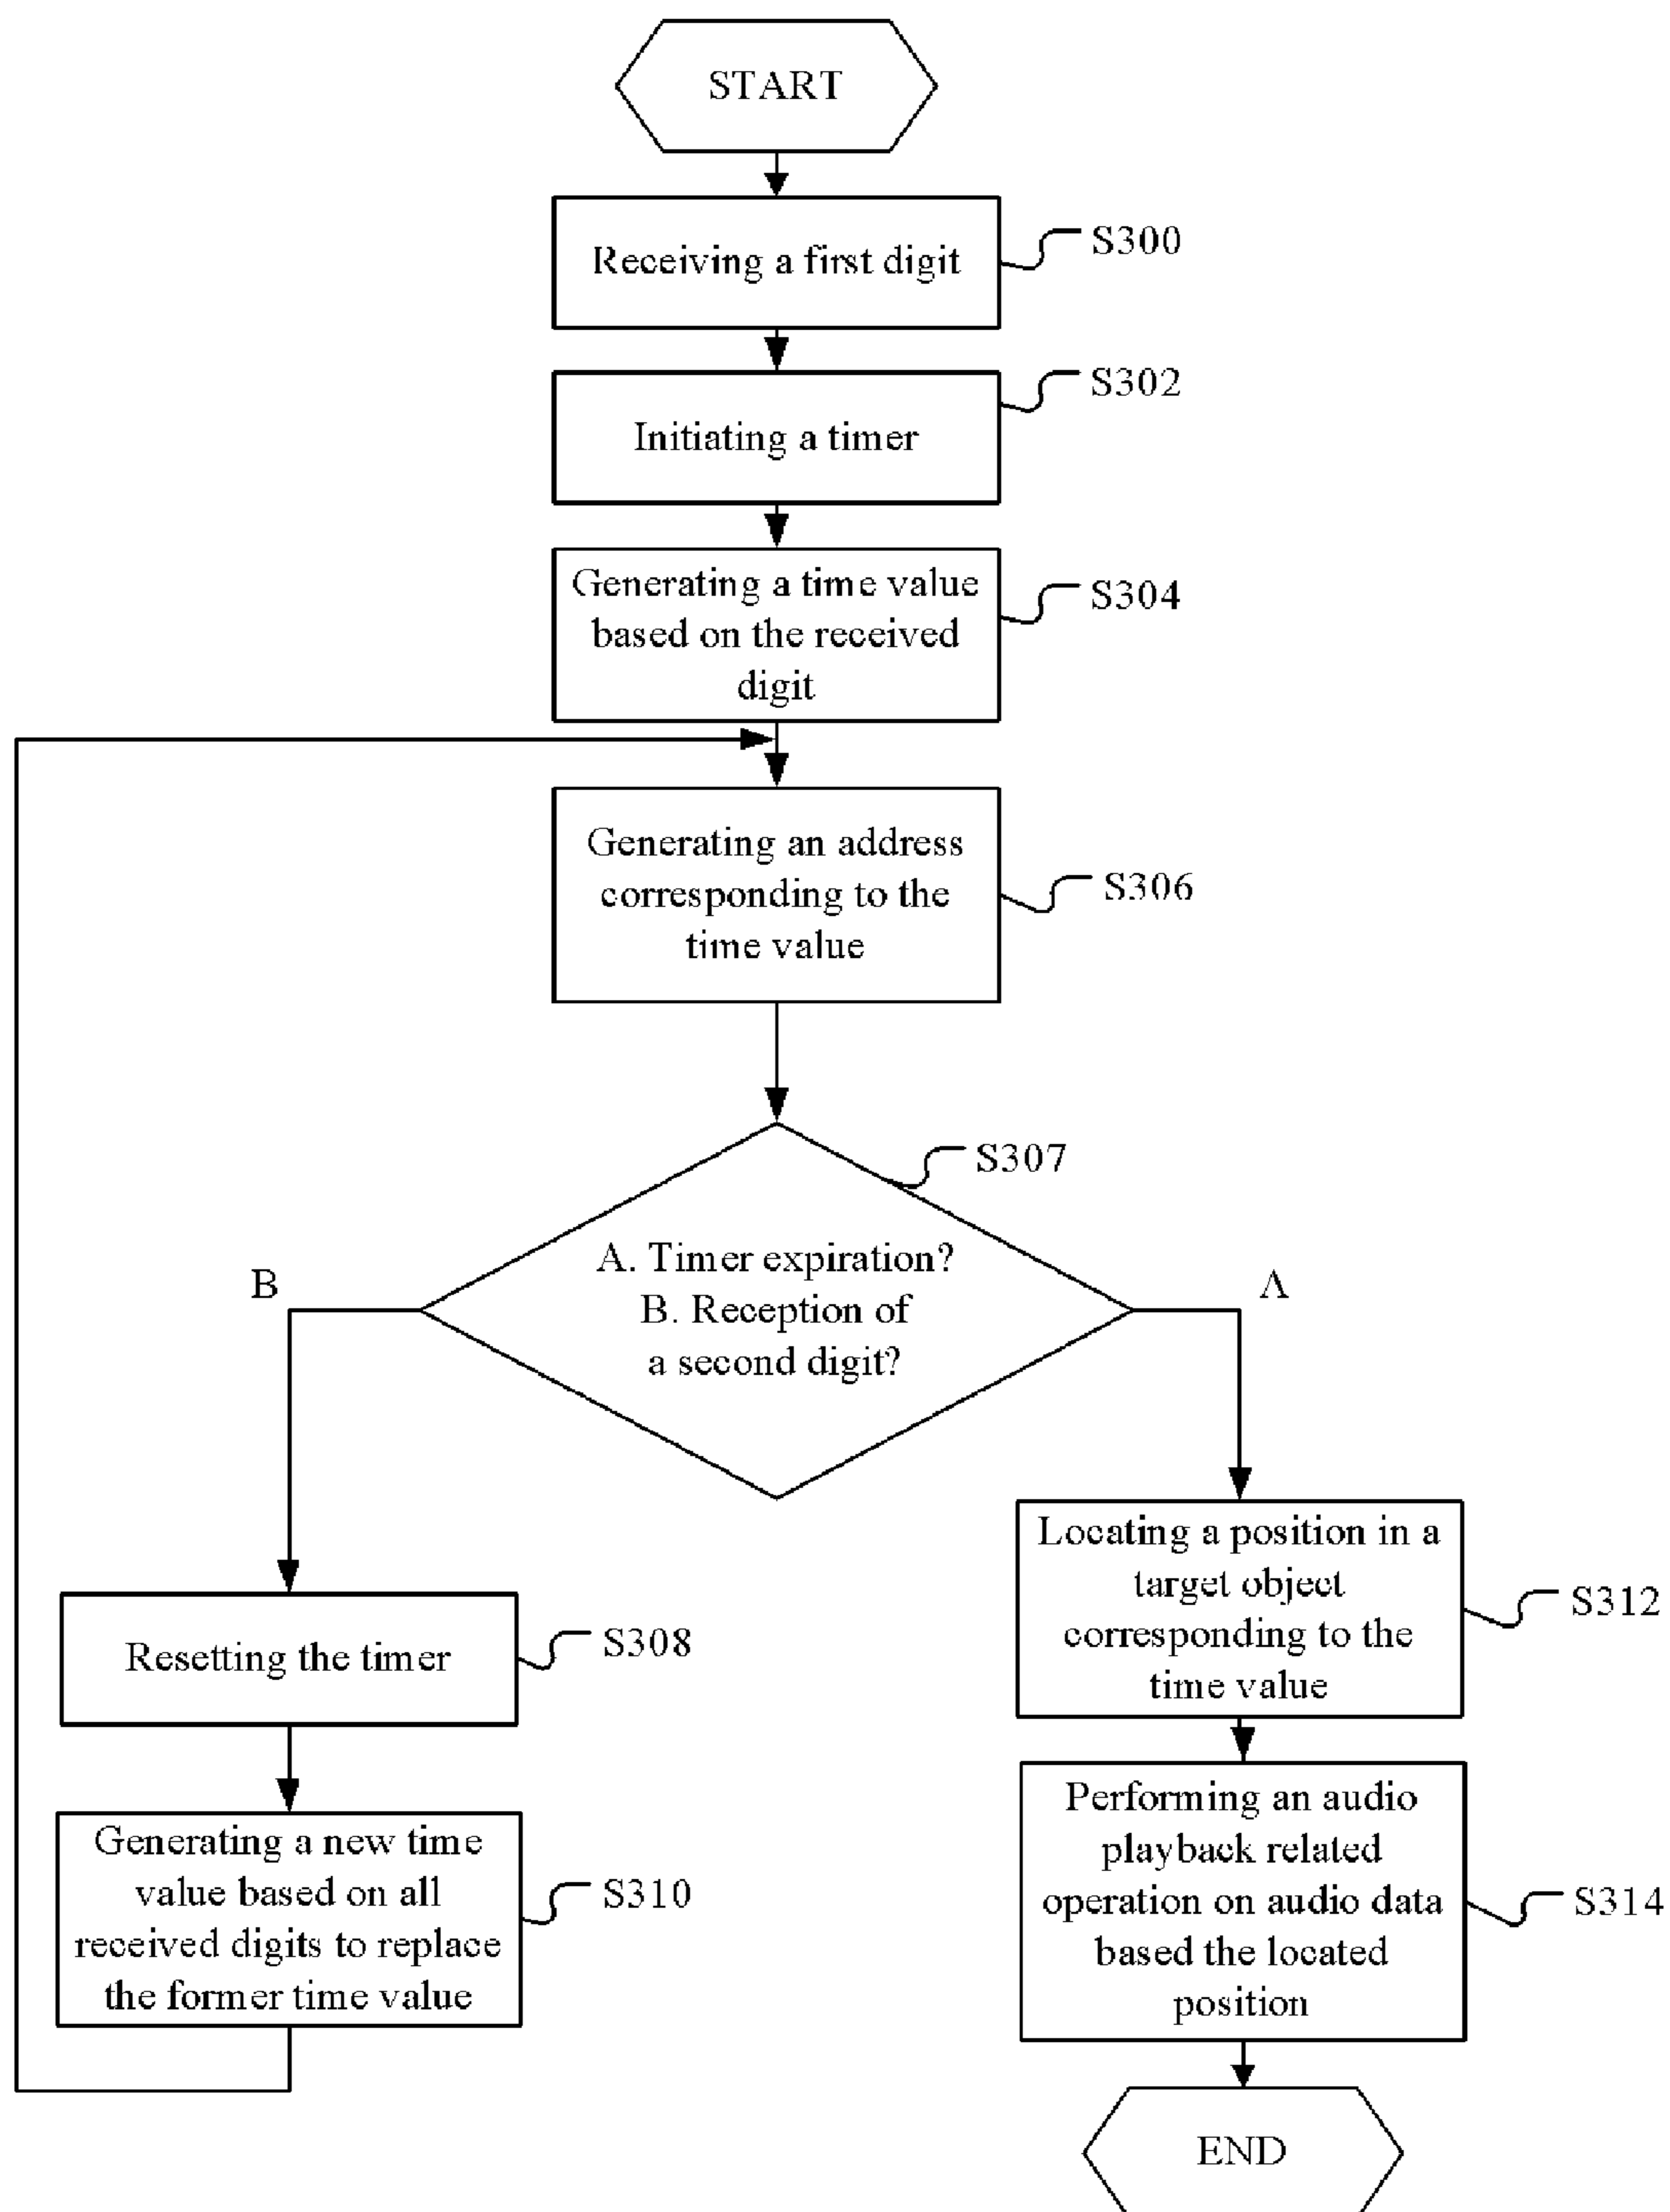 START
Receiving a first digit
S300
Initiating a timer
S302
Generating a time value
based on the received
digit
S304
Generating an address
corresponding to the
time value
S306
S307
A. Timer expiration?
B. Reception of
a second digit?
B
A
Resetting the timer
S308
Generating a new time
value based on all
received digits to replace
the former time value
S310
Locating a position in a
target object
corresponding to the
time value
S312
Performing an audio
playback related
operation on audio data
based the located
position
S314
END